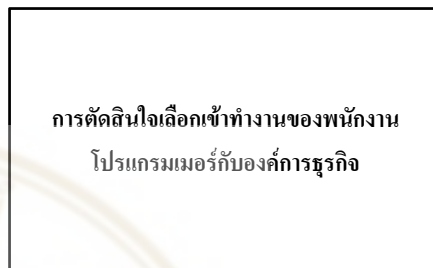 การตัดสินใจเลือกเข้าทำงานของพนักงาน
โปรแกรมเมอร์กับองค์การธุรกิจ